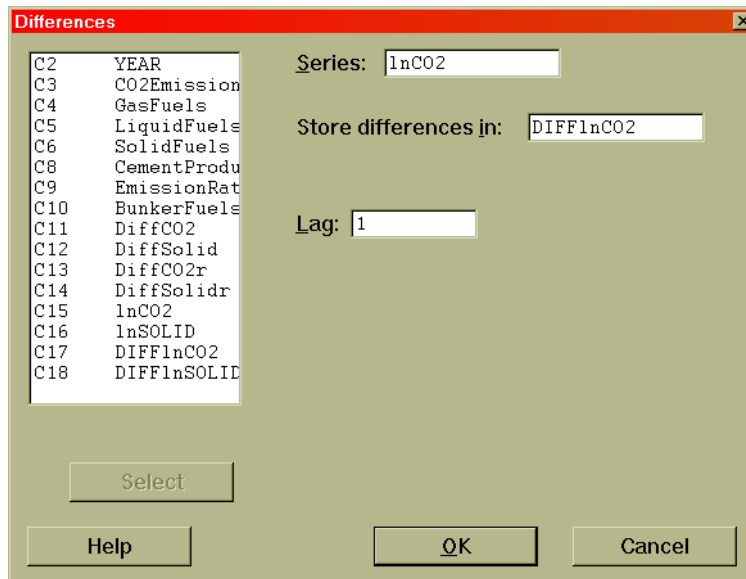 Differences
C2 YEAR
C3 CO2Emission
C4 GasFuels
C5 LiquidFuels
C6 SolidFuels
C8 CementProdu
C9 EmissionRat
C10 BunkerFuels
C11 DiffCO2
C12 DiffSolid
C13 DiffCO2r
C14 DiffSolidr
C15 lnCO2
C16 lnSOLID
C17 DIFFlnCO2
C18 DIFFlnSOLID
Series: lnCO2
Store differences in: DIFFlnCO2
Lag: 1
Select
Help
OK
Cancel